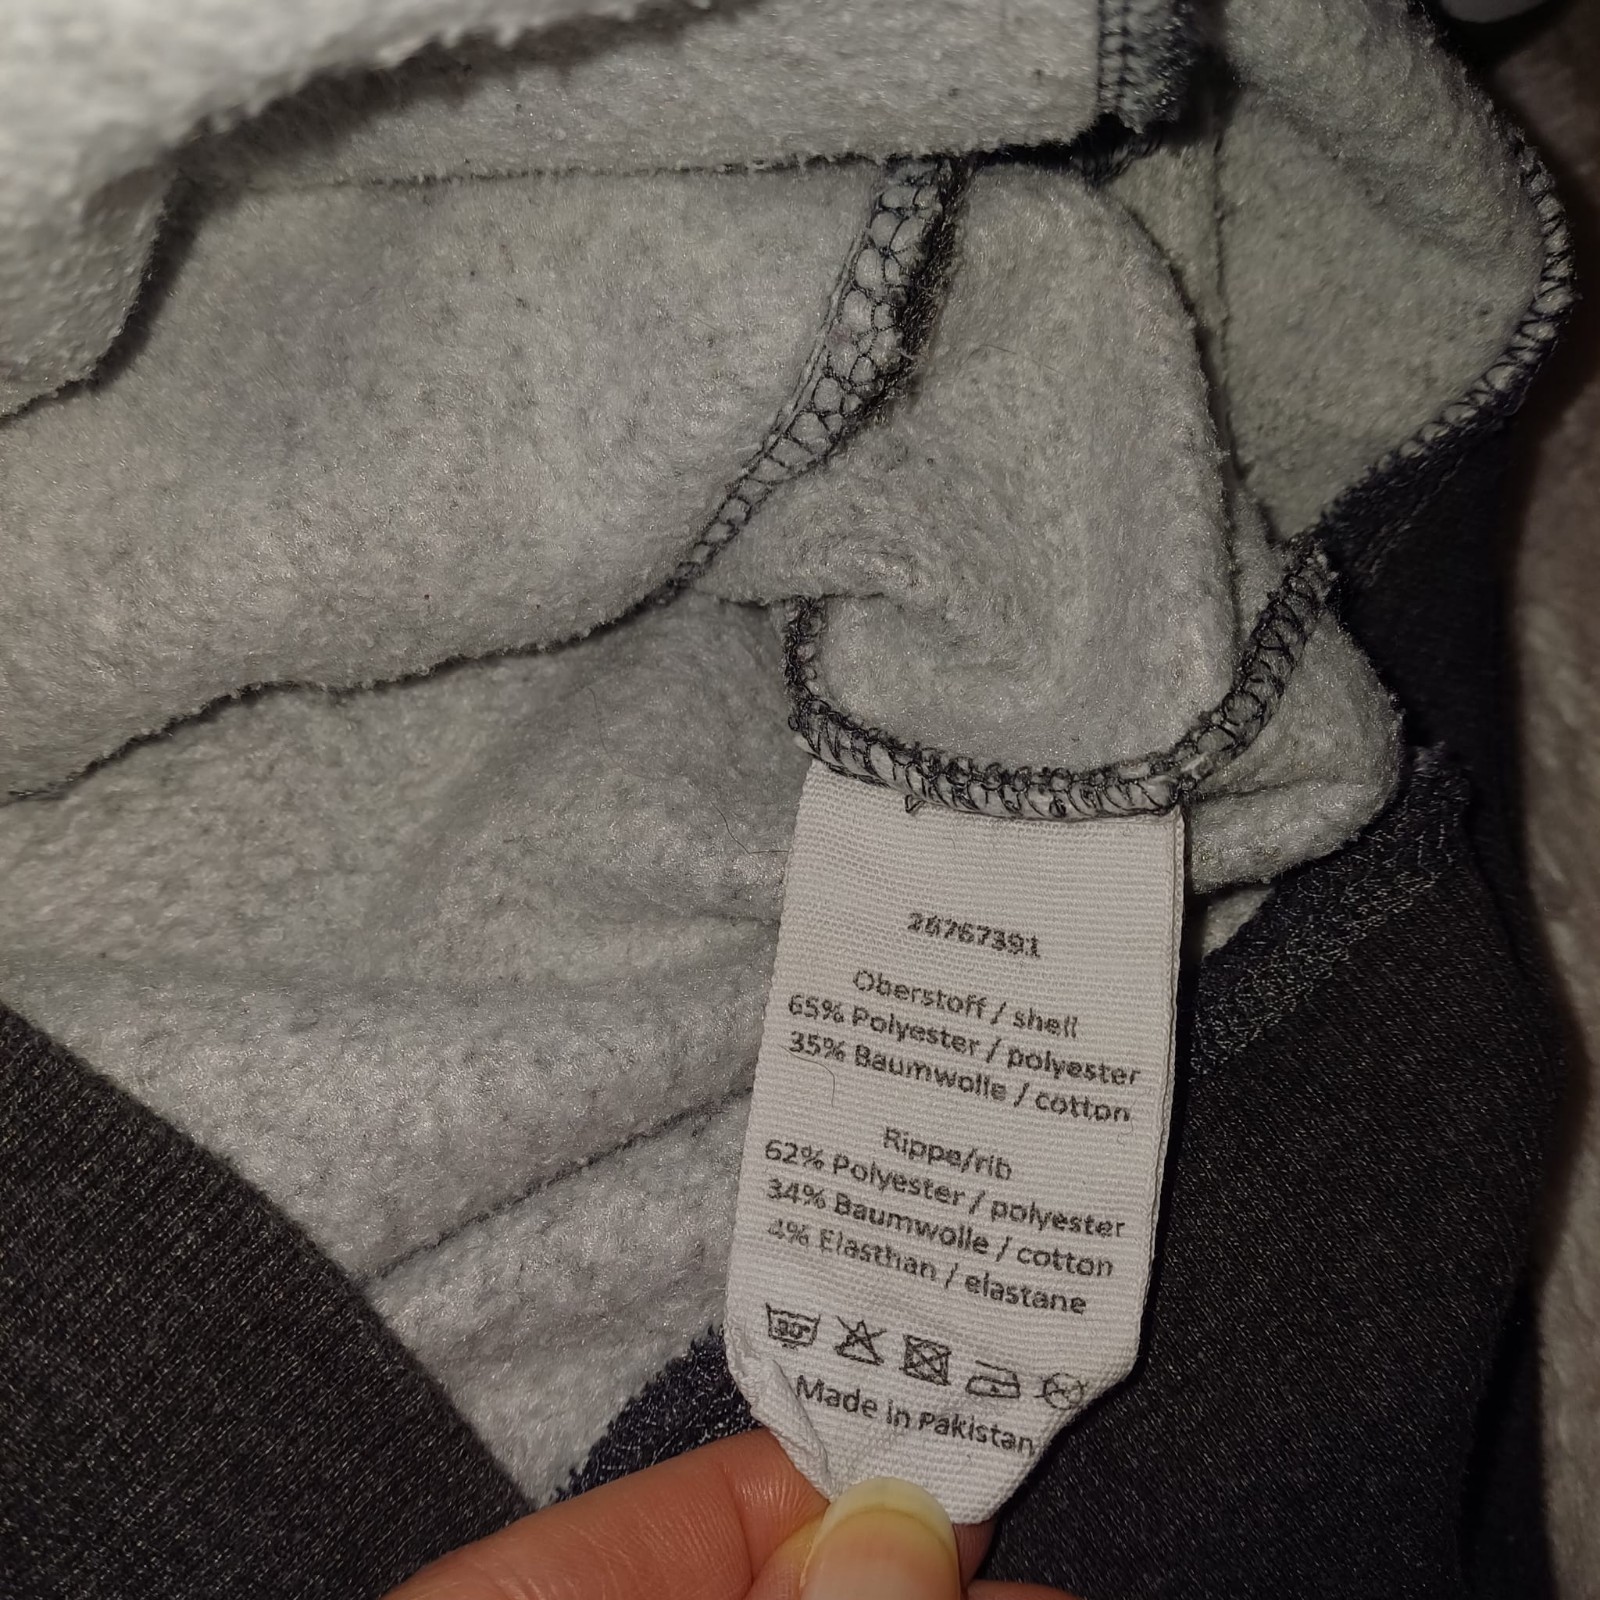 26767391
Oberstoff / shell
65% Polyester / polyester
35% Baumwolle / cotton
Rippe/rib
62% Polyester / polyester
34% Baumwolle / cotton
4% Elasthan / elastane
30°
Made in Pakistan